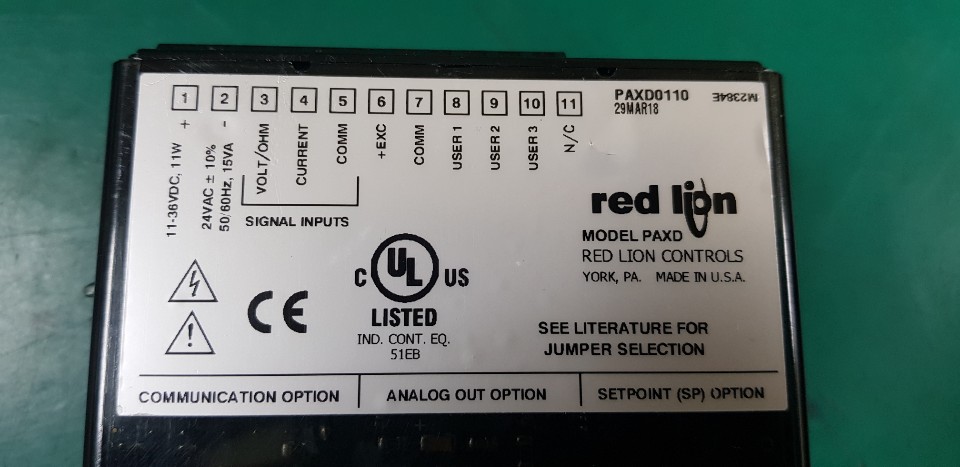 1 2 3 4 5 6 7 8 9 10 11
+
-
11-36VDC, 11W
24VAC ± 10%
50/60Hz, 15VA
VOLT/OHM
CURRENT
COMM
+EXC
COMM
USER 1
USER 2
USER 3
N/C
SIGNAL INPUTS
PAXD0110
29MAR18
M2384E
red lion
MODEL PAXD
RED LION CONTROLS
YORK, PA. MADE IN U.S.A.
CE
C UL US
LISTED
IND. CONT. EQ.
51EB
SEE LITERATURE FOR
JUMPER SELECTION
COMMUNICATION OPTION
ANALOG OUT OPTION
SETPOINT (SP) OPTION